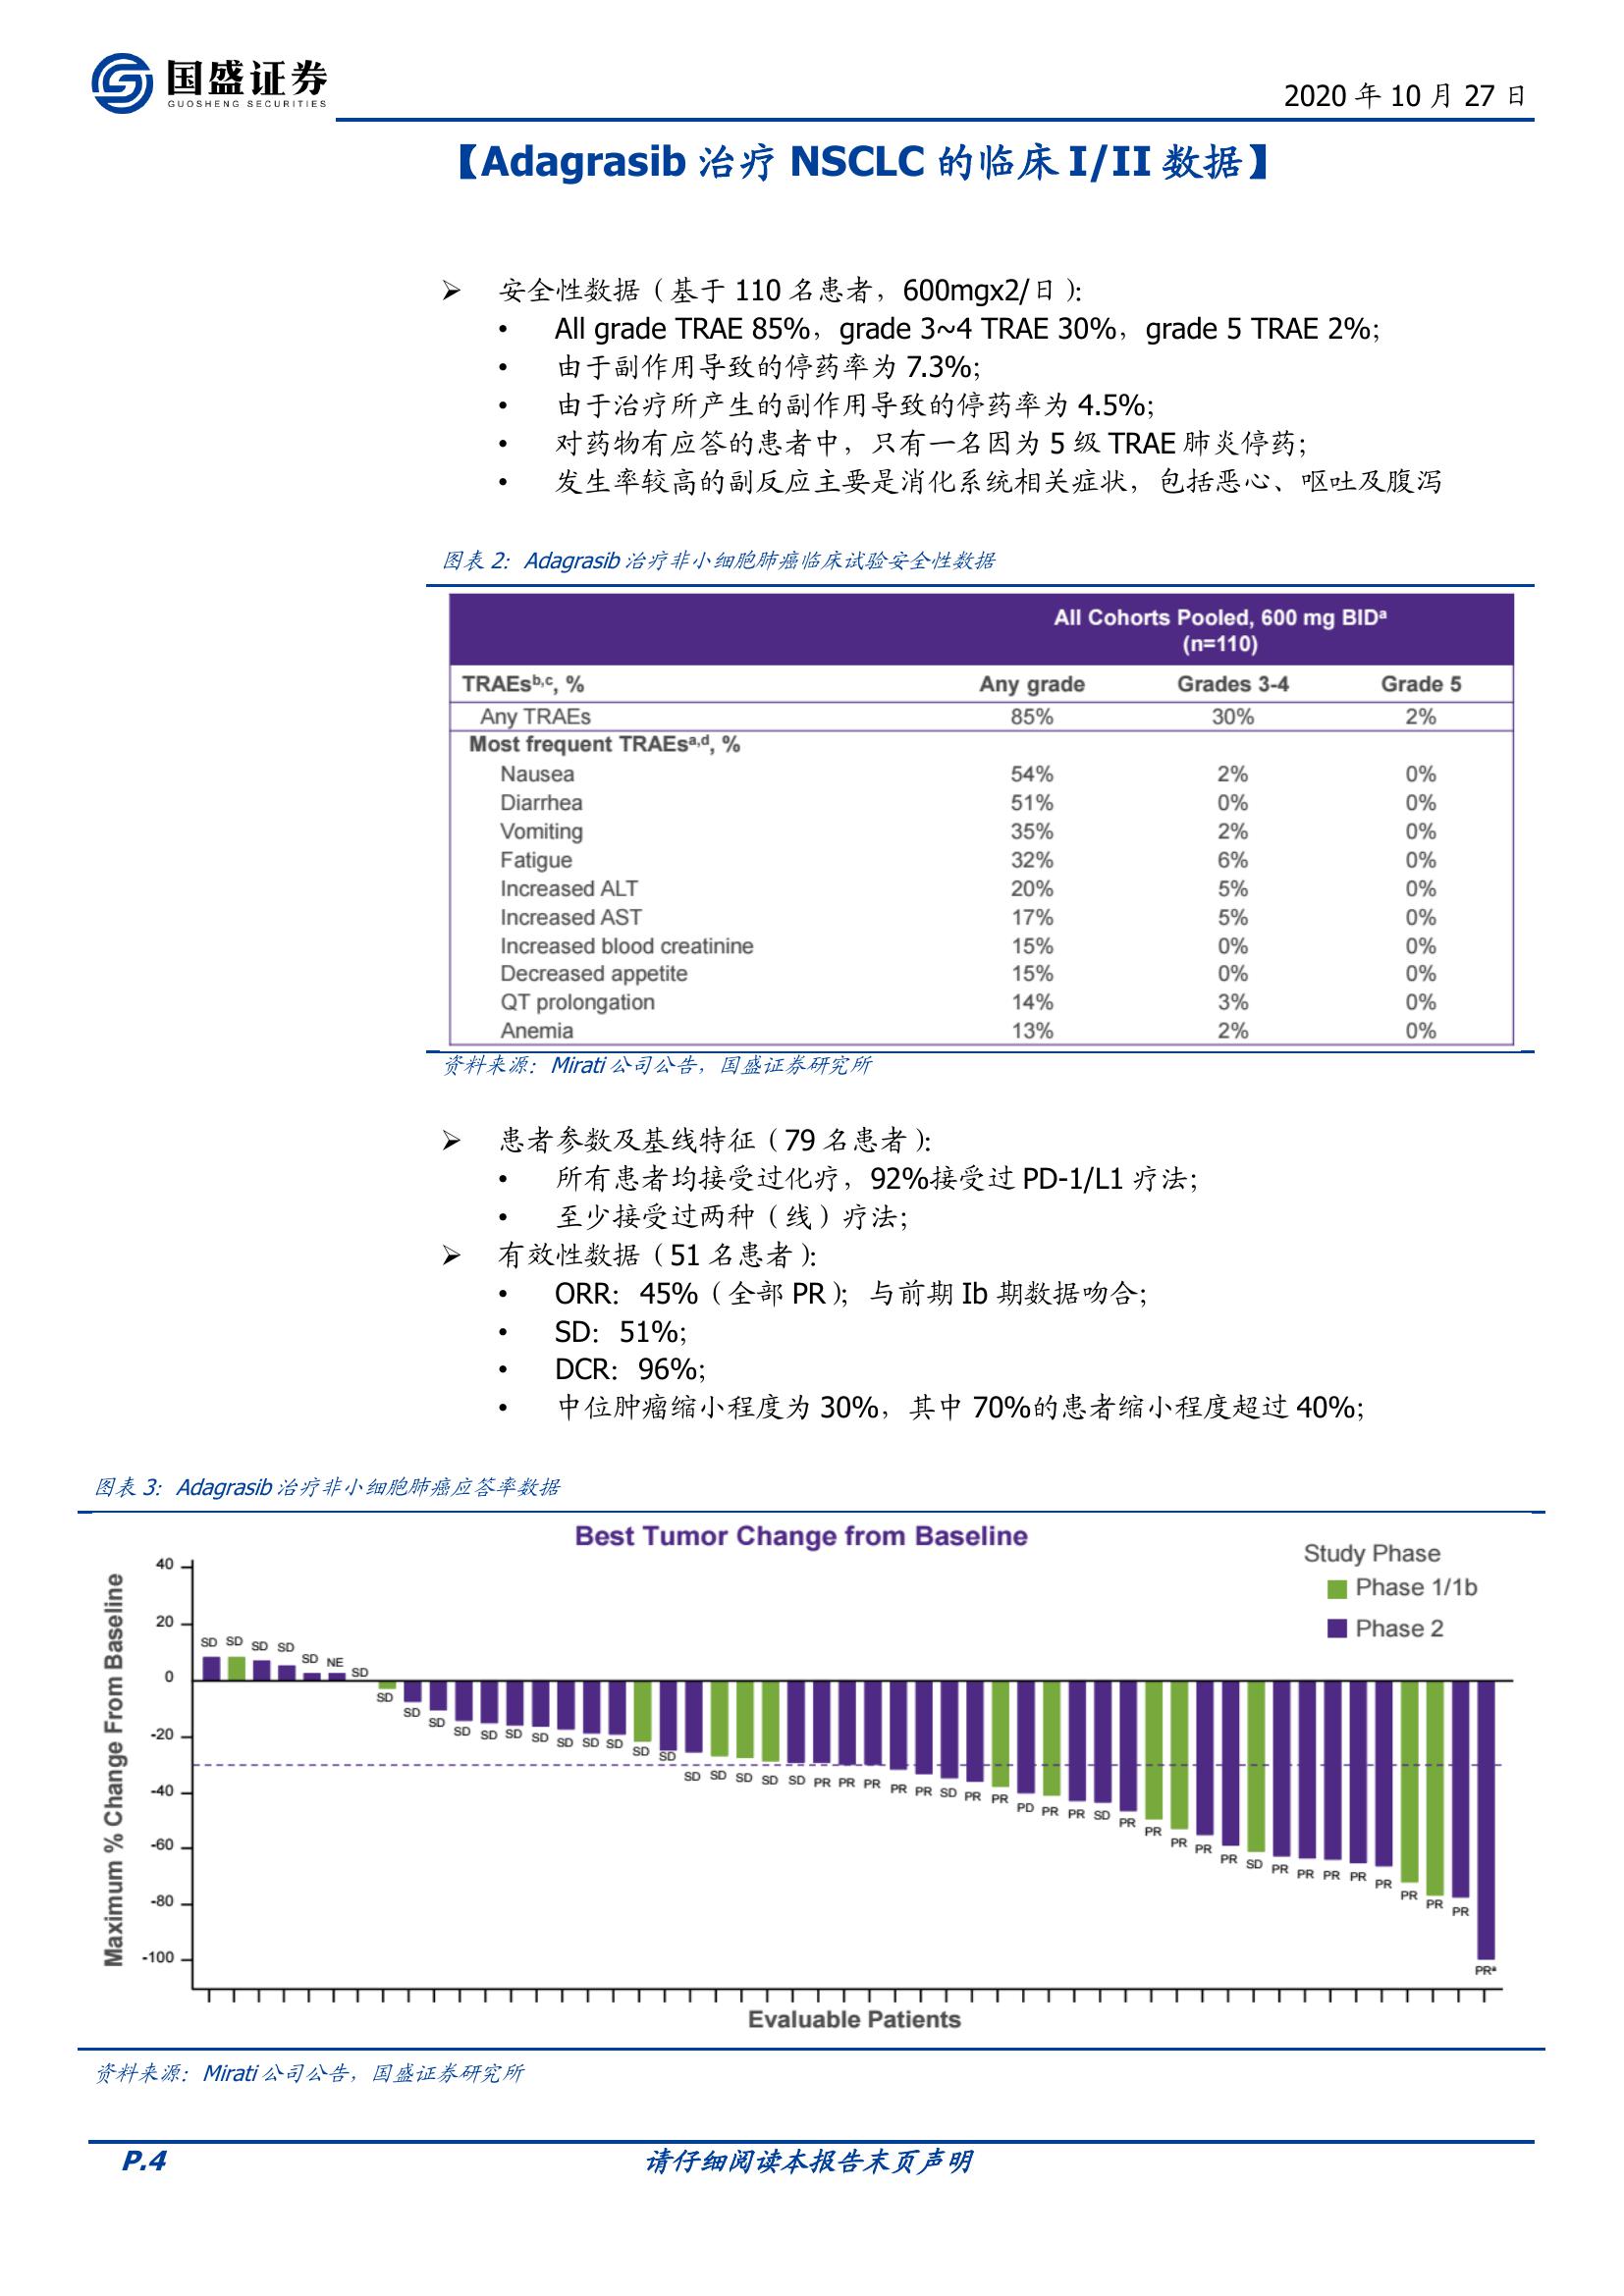 国盛证券
GUOSHENG SECURITIES
2020 年 10 月 27 日
【Adagrasib 治疗 NSCLC 的临床 I/II 数据】
➢ 安全性数据（基于 110 名患者，600mgx2/日）：
• All grade TRAE 85%，grade 3~4 TRAE 30%，grade 5 TRAE 2%；
• 由于副作用导致的停药率为 7.3%；
• 由于治疗所产生的副作用导致的停药率为 4.5%；
• 对药物有应答的患者中，只有一名因为 5 级 TRAE 肺炎停药；
• 发生率较高的副反应主要是消化系统相关症状，包括恶心、呕吐及腹泻
图表 2：Adagrasib 治疗非小细胞肺癌临床试验安全性数据
All Cohorts Pooled, 600 mg BIDᵃ
(n=110)
TRAEsᵇ,ᶜ, % Any grade Grades 3-4 Grade 5
Any TRAEs 85% 30% 2%
Most frequent TRAEsᵃ,ᵈ, %
Nausea 54% 2% 0%
Diarrhea 51% 0% 0%
Vomiting 35% 2% 0%
Fatigue 32% 6% 0%
Increased ALT 20% 5% 0%
Increased AST 17% 5% 0%
Increased blood creatinine 15% 0% 0%
Decreased appetite 15% 0% 0%
QT prolongation 14% 3% 0%
Anemia 13% 2% 0%
资料来源：Mirati 公司公告，国盛证券研究所
➢ 患者参数及基线特征（79 名患者）：
• 所有患者均接受过化疗，92%接受过 PD-1/L1 疗法；
• 至少接受过两种（线）疗法；
➢ 有效性数据（51 名患者）：
• ORR：45%（全部 PR）；与前期 Ib 期数据吻合；
• SD：51%；
• DCR：96%；
• 中位肿瘤缩小程度为 30%，其中 70%的患者缩小程度超过 40%；
图表 3：Adagrasib 治疗非小细胞肺癌应答率数据
Best Tumor Change from Baseline
Study Phase
Phase 1/1b
Phase 2
Maximum % Change From Baseline
40
20
0
-20
-40
-60
-80
-100
SD SD SD SD SD NE SD SD SD SD SD SD SD SD SD SD SD SD SD SD SD SD SD SD PR PR PR PR PR SD PR PR PD PR PR SD PR PR PR PR PR SD PR PR PR PR PR PR PR PR PRᵃ
Evaluable Patients
资料来源：Mirati 公司公告，国盛证券研究所
P.4 请仔细阅读本报告末页声明